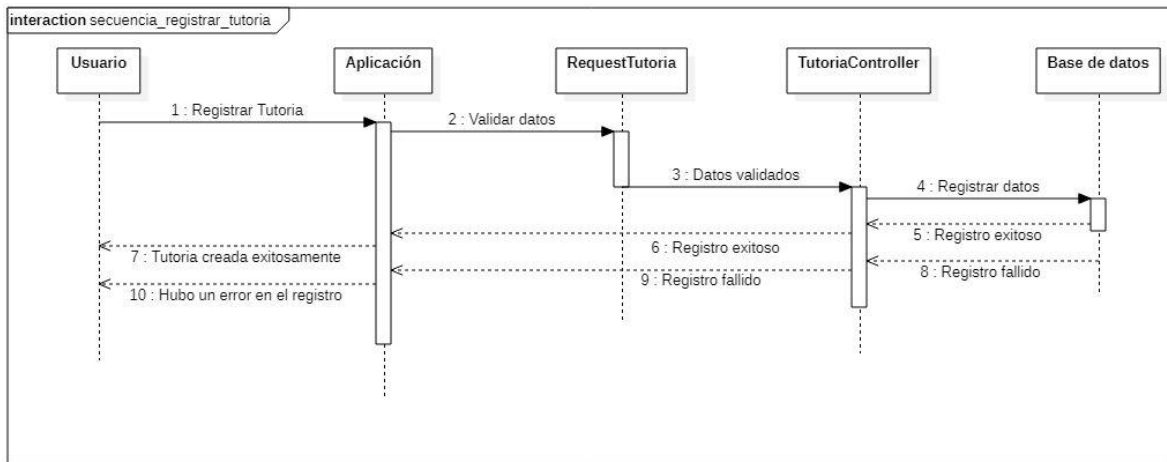 interaction secuencia_registrar_tutoria
Usuario
Aplicación
RequestTutoria
TutoriaController
Base de datos
1 : Registrar Tutoria
2 : Validar datos
3 : Datos validados
4 : Registrar datos
5 : Registro exitoso
6 : Registro exitoso
7 : Tutoria creada exitosamente
8 : Registro fallido
9 : Registro fallido
10 : Hubo un error en el registro